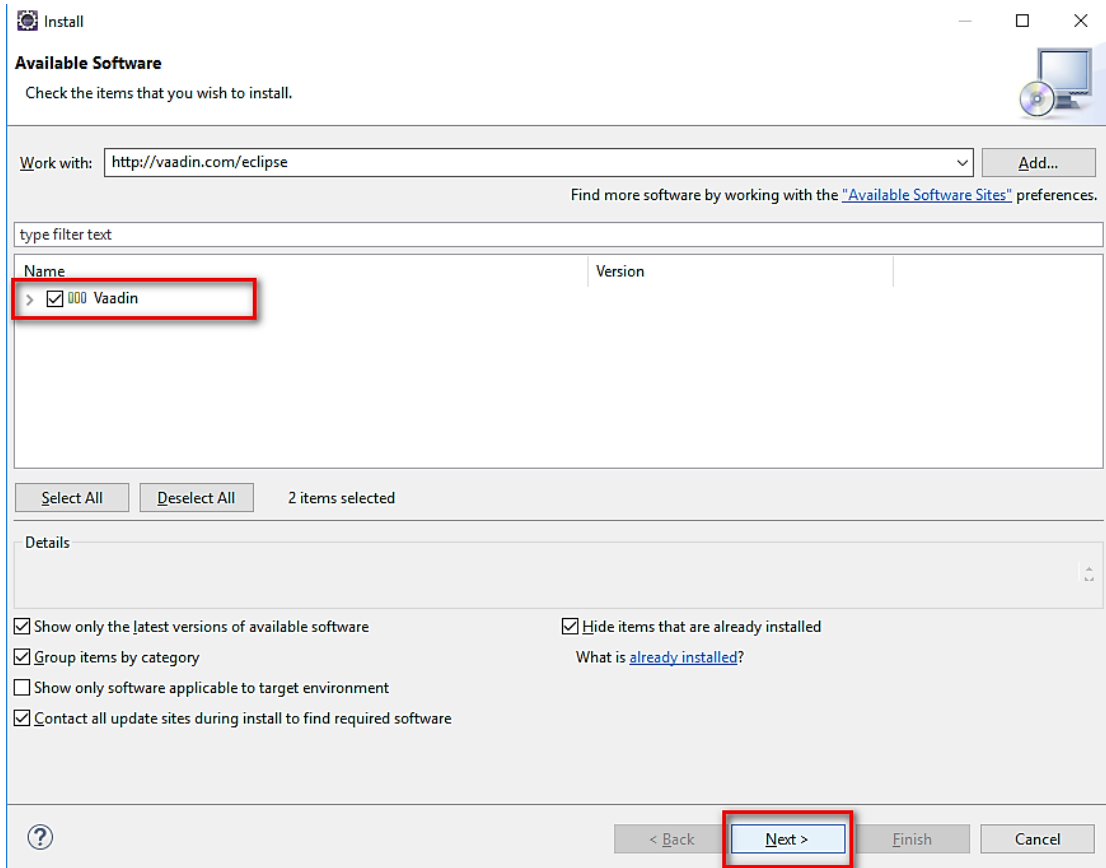 Install
Available Software
Check the items that you wish to install.
Work with: http://vaadin.com/eclipse Add...
Find more software by working with the "Available Software Sites" preferences.
type filter text
Name Version
Vaadin
Select All Deselect All 2 items selected
Details
Show only the latest versions of available software Hide items that are already installed
Group items by category What is already installed?
Show only software applicable to target environment
Contact all update sites during install to find required software
? < Back Next > Finish Cancel